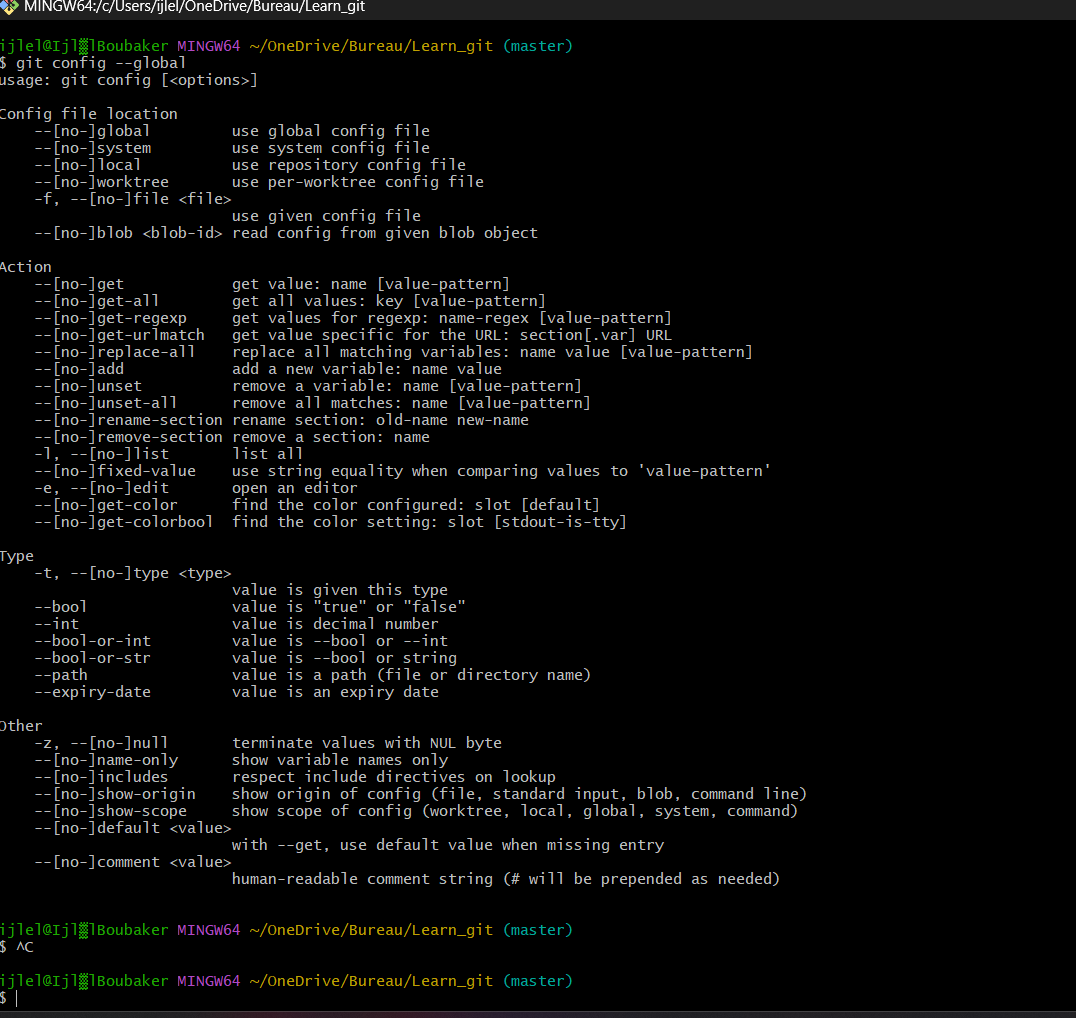 MINGW64:/c/Users/ijlel/OneDrive/Bureau/Learn_git
ijlel@Ijl▒lBoubaker MINGW64 ~/OneDrive/Bureau/Learn_git (master)
$ git config --global
usage: git config [<options>]
Config file location
--[no-]global use global config file
--[no-]system use system config file
--[no-]local use repository config file
--[no-]worktree use per-worktree config file
-f, --[no-]file <file>
use given config file
--[no-]blob <blob-id> read config from given blob object
Action
--[no-]get get value: name [value-pattern]
--[no-]get-all get all values: key [value-pattern]
--[no-]get-regexp get values for regexp: name-regex [value-pattern]
--[no-]get-urlmatch get value specific for the URL: section[.var] URL
--[no-]replace-all replace all matching variables: name value [value-pattern]
--[no-]add add a new variable: name value
--[no-]unset remove a variable: name [value-pattern]
--[no-]unset-all remove all matches: name [value-pattern]
--[no-]rename-section rename section: old-name new-name
--[no-]remove-section remove a section: name
-l, --[no-]list list all
--[no-]fixed-value use string equality when comparing values to 'value-pattern'
-e, --[no-]edit open an editor
--[no-]get-color find the color configured: slot [default]
--[no-]get-colorbool find the color setting: slot [stdout-is-tty]
Type
-t, --[no-]type <type>
value is given this type
--bool value is "true" or "false"
--int value is decimal number
--bool-or-int value is --bool or --int
--bool-or-str value is --bool or string
--path value is a path (file or directory name)
--expiry-date value is an expiry date
Other
-z, --[no-]null terminate values with NUL byte
--[no-]name-only show variable names only
--[no-]includes respect include directives on lookup
--[no-]show-origin show origin of config (file, standard input, blob, command line)
--[no-]show-scope show scope of config (worktree, local, global, system, command)
--[no-]default <value>
with --get, use default value when missing entry
--[no-]comment <value>
human-readable comment string (# will be prepended as needed)
ijlel@Ijl▒lBoubaker MINGW64 ~/OneDrive/Bureau/Learn_git (master)
$ ^C
ijlel@Ijl▒lBoubaker MINGW64 ~/OneDrive/Bureau/Learn_git (master)
$